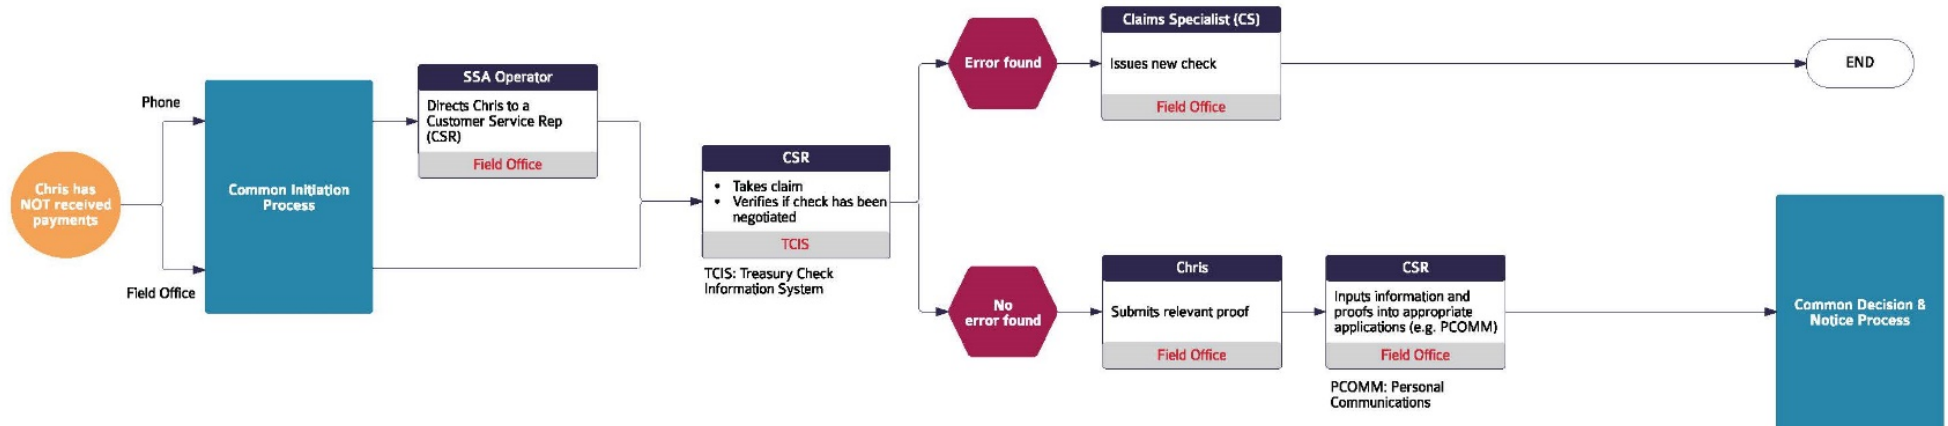 Chris has
NOT received
payments
Phone
Field Office
Common Initiation
Process
SSA Operator
Directs Chris to a
Customer Service Rep
(CSR)
Field Office
CSR
• Takes claim
• Verifies if check has been
negotiated
TCIS
TCIS: Treasury Check
Information System
Error found
Claims Specialist (CS)
Issues new check
Field Office
END
No
error found
Chris
Submits relevant proof
Field Office
CSR
Inputs information and
proofs into appropriate
applications (e.g. PCOMM)
Field Office
PCOMM: Personal
Communications
Common Decision &
Notice Process